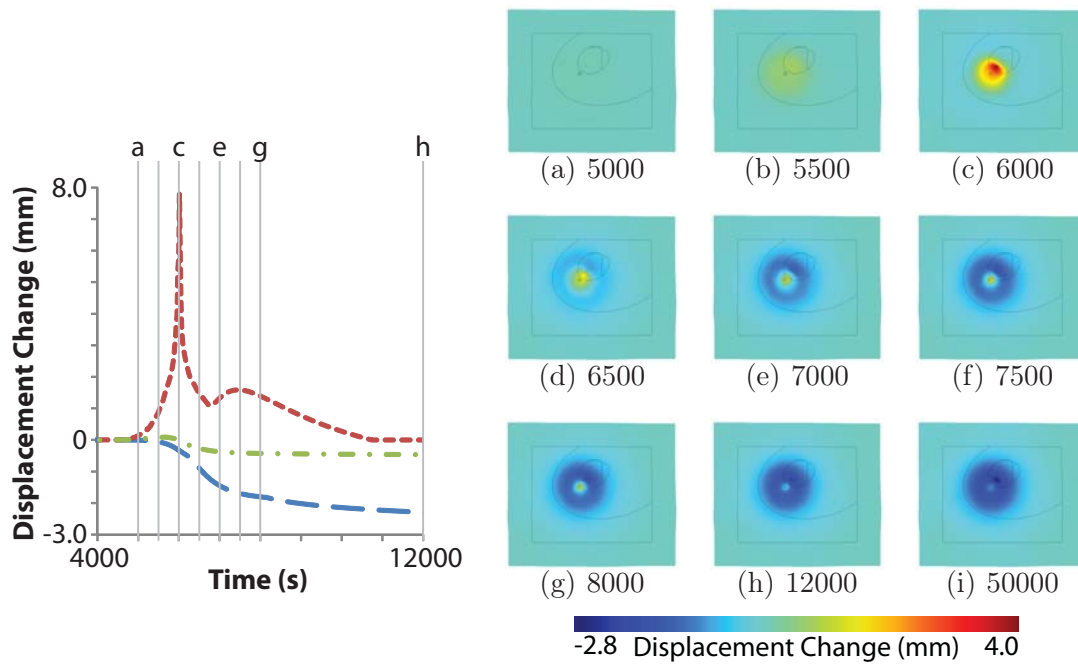 a c e g h
8.0
0
-3.0
4000 12000
Displacement Change (mm)
Time (s)
(a) 5000 (b) 5500 (c) 6000
(d) 6500 (e) 7000 (f) 7500
(g) 8000 (h) 12000 (i) 50000
-2.8 Displacement Change (mm) 4.0